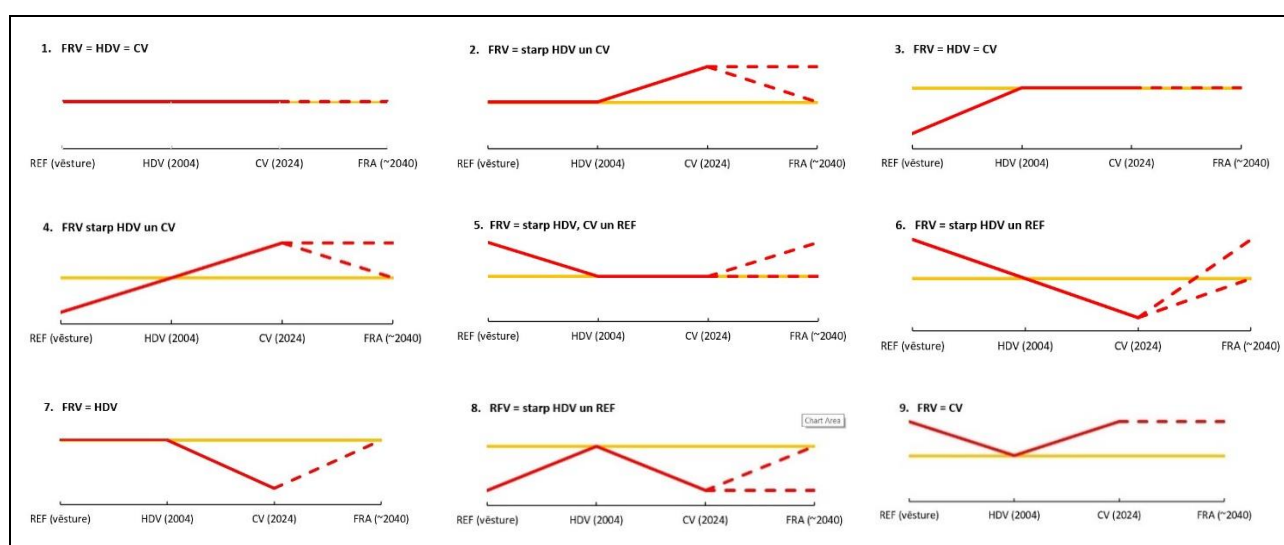 1. FRV = HDV = CV
REF (vēsture) HDV (2004) CV (2024) FRA (~2040)
2. FRV = starp HDV un CV
REF (vēsture) HDV (2004) CV (2024) FRA (~2040)
3. FRV = HDV = CV
REF (vēsture) HDV (2004) CV (2024) FRA (~2040)
4. FRV starp HDV un CV
REF (vēsture) HDV (2004) CV (2024) FRA (~2040)
5. FRV = starp HDV, CV un REF
REF (vēsture) HDV (2004) CV (2024) FRA (~2040)
6. FRV = starp HDV un REF
REF (vēsture) HDV (2004) CV (2024) FRA (~2040)
7. FRV = HDV
REF (vēsture) HDV (2004) CV (2024) FRA (~2040)
8. RFV = starp HDV un REF
Chart Area
REF (vēsture) HDV (2004) CV (2024) FRA (~2040)
9. FRV = CV
REF (vēsture) HDV (2004) CV (2024) FRA (~2040)